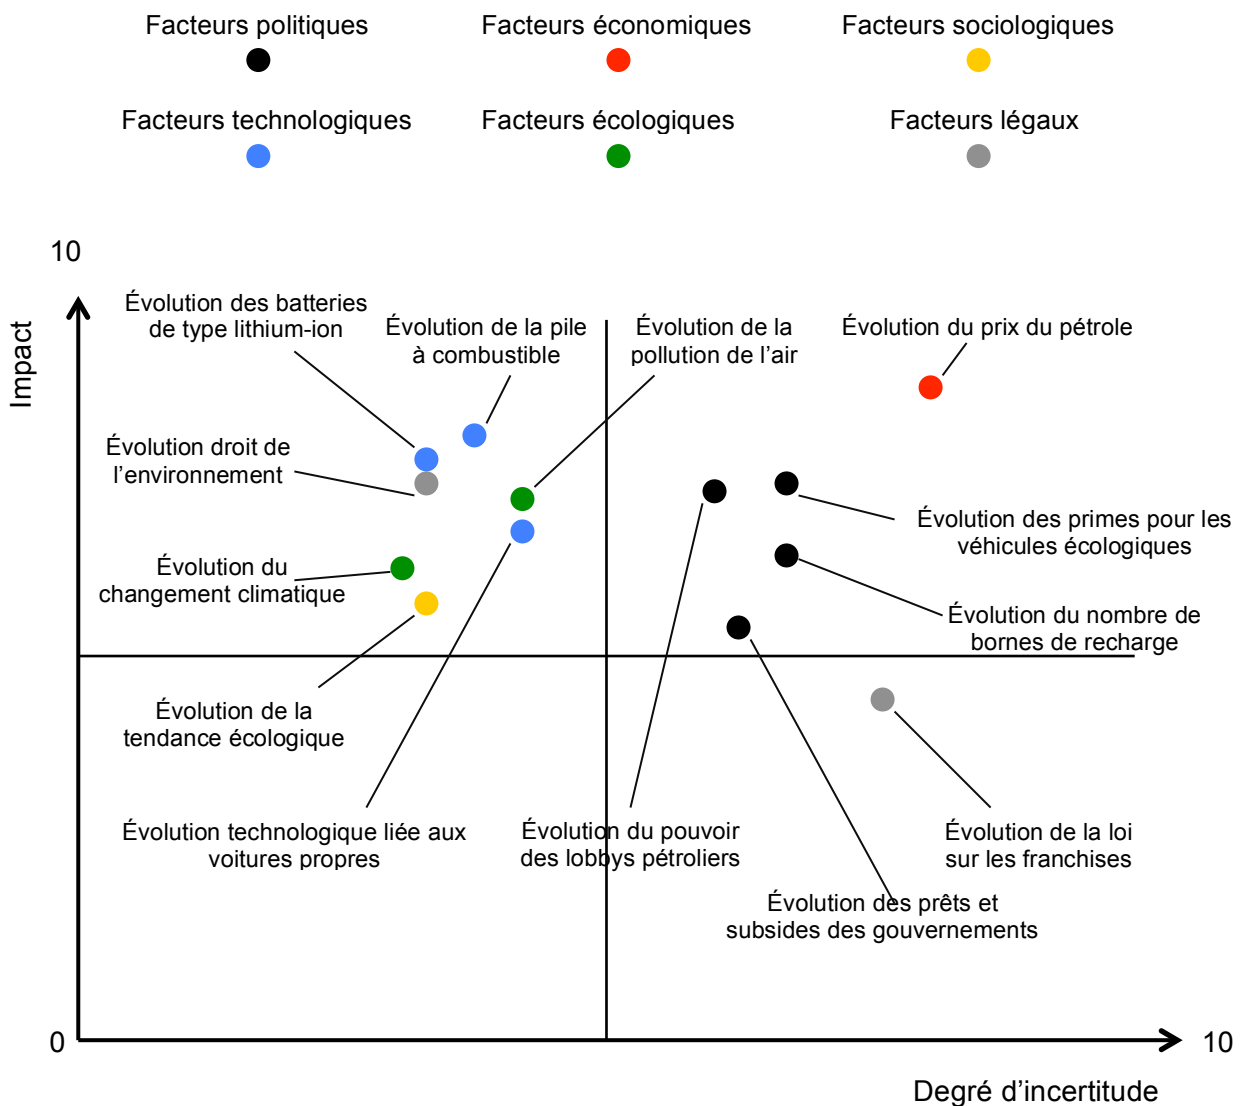 Facteurs politiques
Facteurs économiques
Facteurs sociologiques
Facteurs technologiques
Facteurs écologiques
Facteurs légaux
10
Impact
Évolution des batteries
de type lithium-ion
Évolution de la pile
à combustible
Évolution de la
pollution de l’air
Évolution du prix du pétrole
Évolution droit de
l’environnement
Évolution des primes pour les
véhicules écologiques
Évolution du
changement climatique
Évolution du nombre de
bornes de recharge
Évolution de la
tendance écologique
Évolution technologique liée aux
voitures propres
Évolution du pouvoir
des lobbys pétroliers
Évolution de la loi
sur les franchises
Évolution des prêts et
subsides des gouvernements
0
10
Degré d’incertitude